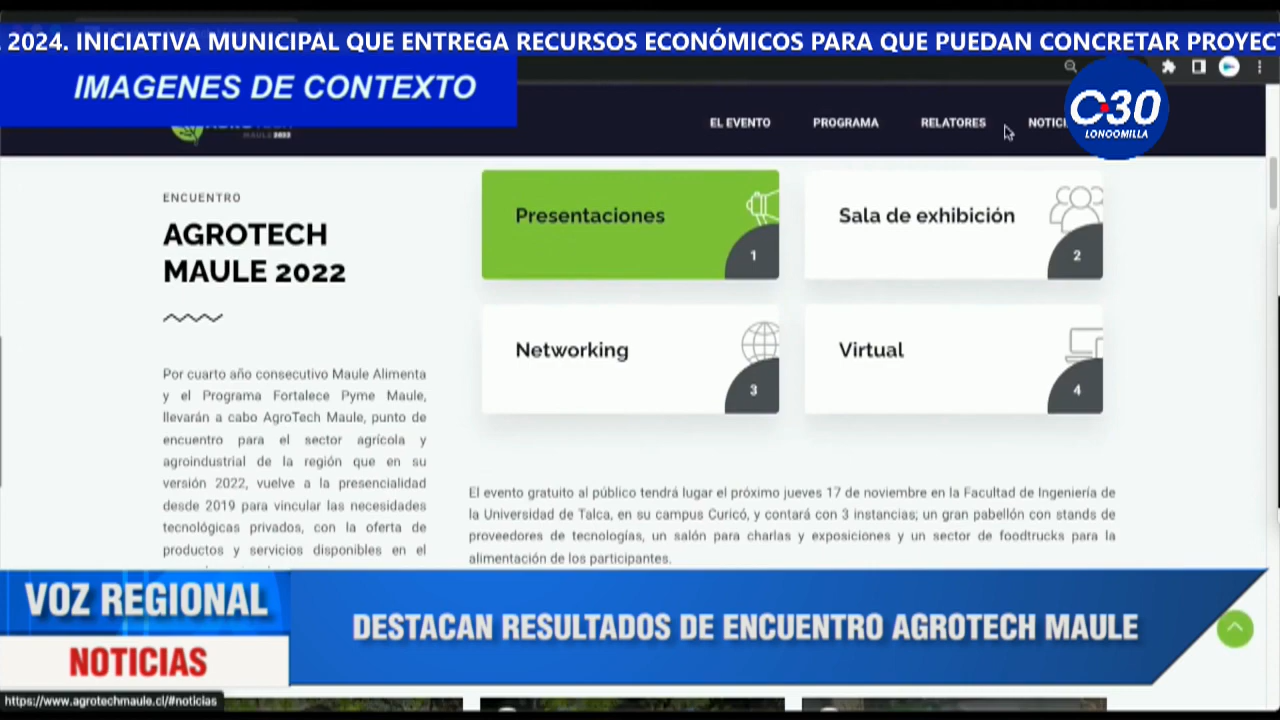 2024. INICIATIVA MUNICIPAL QUE ENTREGA RECURSOS ECONÓMICOS PARA QUE PUEDAN CONCRETAR
IMAGENES DE CONTEXTO
C30
LONCOMILLA
MAULE 2022
EL EVENTO PROGRAMA RELATORES
ENCUENTRO
AGROTECH
MAULE 2022
Presentaciones
1
Sala de exhibición
2
Networking
3
Virtual
4
Por cuarto año consecutivo Maule Alimenta
y el Programa Fortalece Pyme Maule,
llevarán a cabo AgroTech Maule, punto de
encuentro para el sector agrícola y
agroindustrial de la región que en su
versión 2022, vuelve a la presencialidad
desde 2019 para vincular las necesidades
tecnológicas privados, con la oferta de
productos y servicios disponibles en el
El evento gratuito al público tendrá lugar el próximo jueves 17 de noviembre en la Facultad de Ingeniería de
la Universidad de Talca, en su campus Curicó, y contará con 3 instancias; un gran pabellón con stands de
proveedores de tecnologías, un salón para charlas y exposiciones y un sector de foodtrucks para la
alimentación de los participantes.
VOZ REGIONAL
NOTICIAS
DESTACAN RESULTADOS DE ENCUENTRO AGROTECH MAULE
https://www.agrotechmaule.cl/#noticias